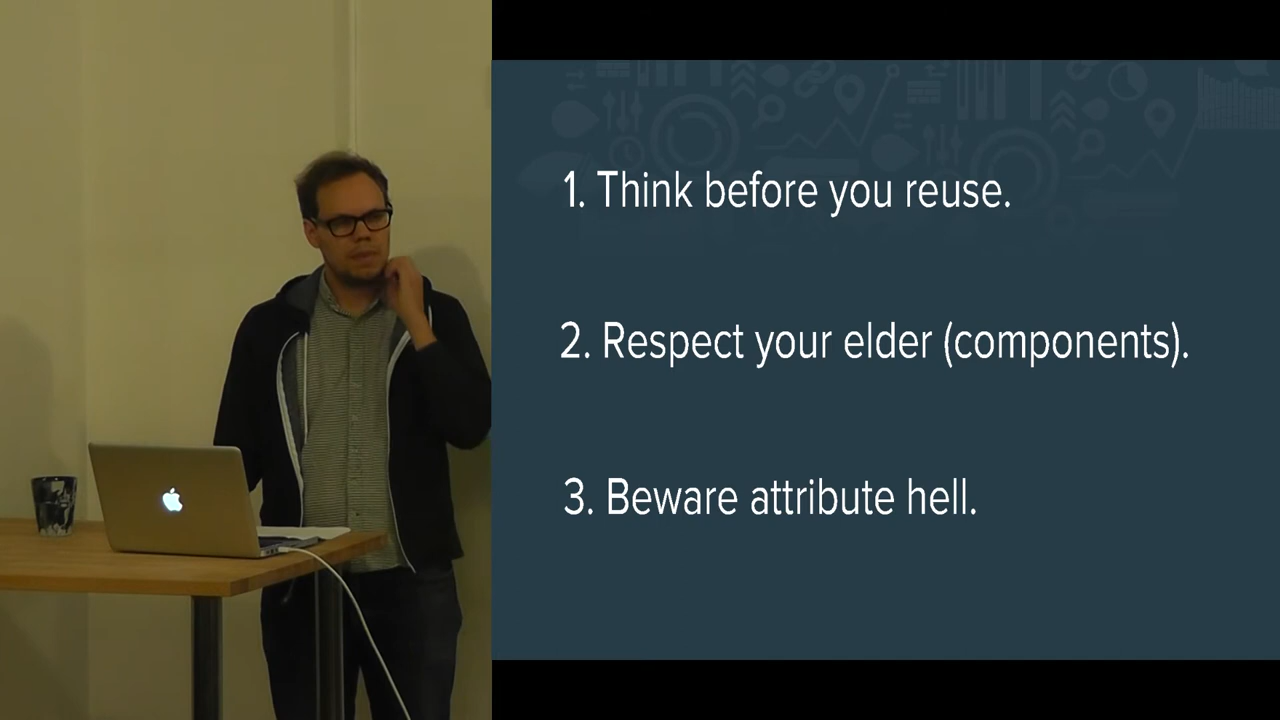 1. Think before you reuse.
2. Respect your elder (components).
3. Beware attribute hell.